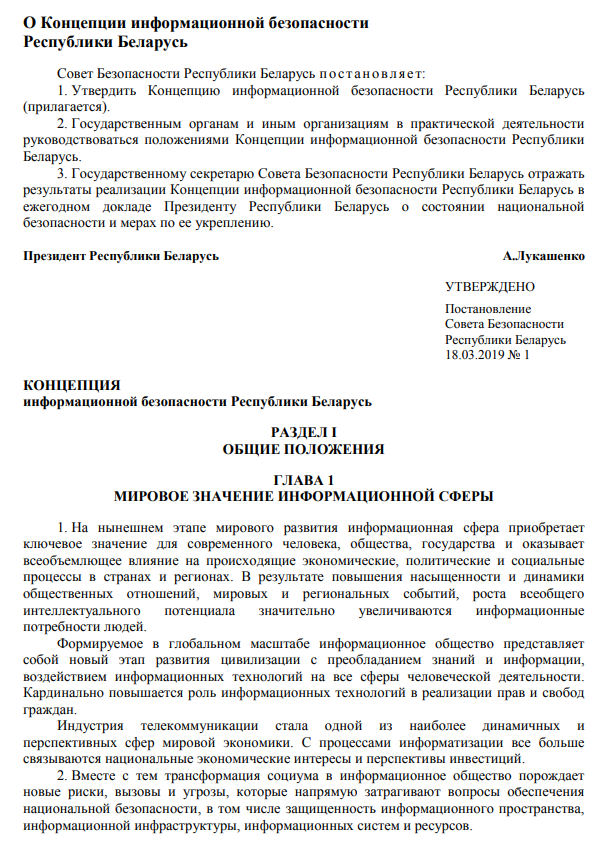 О Концепции информационной безопасности
Республики Беларусь
Совет Безопасности Республики Беларусь постановляет:
1. Утвердить Концепцию информационной безопасности Республики Беларусь
(прилагается).
2. Государственным органам и иным организациям в практической деятельности
руководствоваться положениями Концепции информационной безопасности Республики
Беларусь.
3. Государственному секретарю Совета Безопасности Республики Беларусь отражать
результаты реализации Концепции информационной безопасности Республики Беларусь в
ежегодном докладе Президенту Республики Беларусь о состоянии национальной
безопасности и мерах по ее укреплению.
Президент Республики Беларусь А.Лукашенко
УТВЕРЖДЕНО
Постановление
Совета Безопасности
Республики Беларусь
18.03.2019 № 1
КОНЦЕПЦИЯ
информационной безопасности Республики Беларусь
РАЗДЕЛ I
ОБЩИЕ ПОЛОЖЕНИЯ
ГЛАВА 1
МИРОВОЕ ЗНАЧЕНИЕ ИНФОРМАЦИОННОЙ СФЕРЫ
1. На нынешнем этапе мирового развития информационная сфера приобретает
ключевое значение для современного человека, общества, государства и оказывает
всеобъемлющее влияние на происходящие экономические, политические и социальные
процессы в странах и регионах. В результате повышения насыщенности и динамики
общественных отношений, мировых и региональных событий, роста всеобщего
интеллектуального потенциала значительно увеличиваются информационные
потребности людей.
Формируемое в глобальном масштабе информационное общество представляет
собой новый этап развития цивилизации с преобладанием знаний и информации,
воздействием информационных технологий на все сферы человеческой деятельности.
Кардинально повышается роль информационных технологий в реализации прав и свобод
граждан.
Индустрия телекоммуникации стала одной из наиболее динамичных и
перспективных сфер мировой экономики. С процессами информатизации все больше
связываются национальные экономические интересы и перспективы инвестиций.
2. Вместе с тем трансформация социума в информационное общество порождает
новые риски, вызовы и угрозы, которые напрямую затрагивают вопросы обеспечения
национальной безопасности, в том числе защищенность информационного пространства,
информационной инфраструктуры, информационных систем и ресурсов.